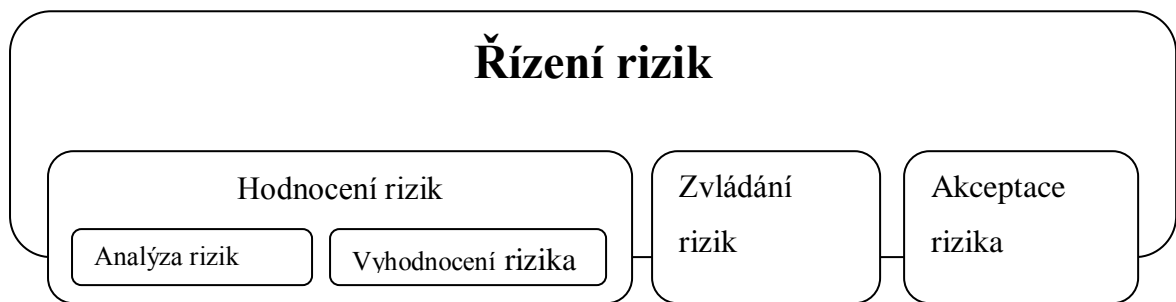 Řízení rizik
Hodnocení rizik
Analýza rizik
Vyhodnocení rizika
Zvládání
rizik
Akceptace
rizika